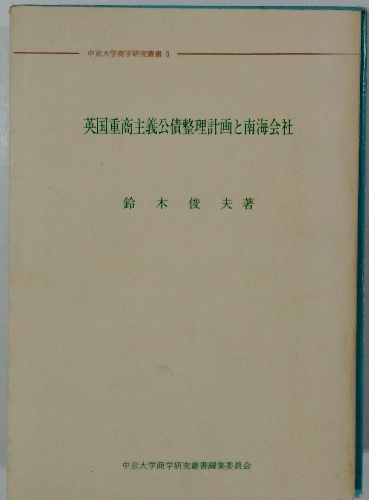 中京大学商学研究叢書 3
英国重商主義公債整理計画と南海会社
鈴木俊夫著
中京大学商学研究叢書編集委員会